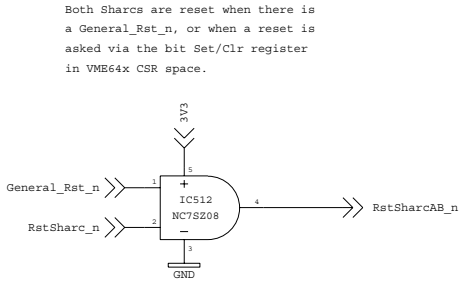 Both Sharcs are reset when there is
a General_Rst_n, or when a reset is
asked via the bit Set/Clr register
in VME64x CSR space.
3V3
5
General_Rst_n
1
+
IC512
4
NC7SZ08
RstSharcAB_n
RstSharc_n
2
−
3
GND